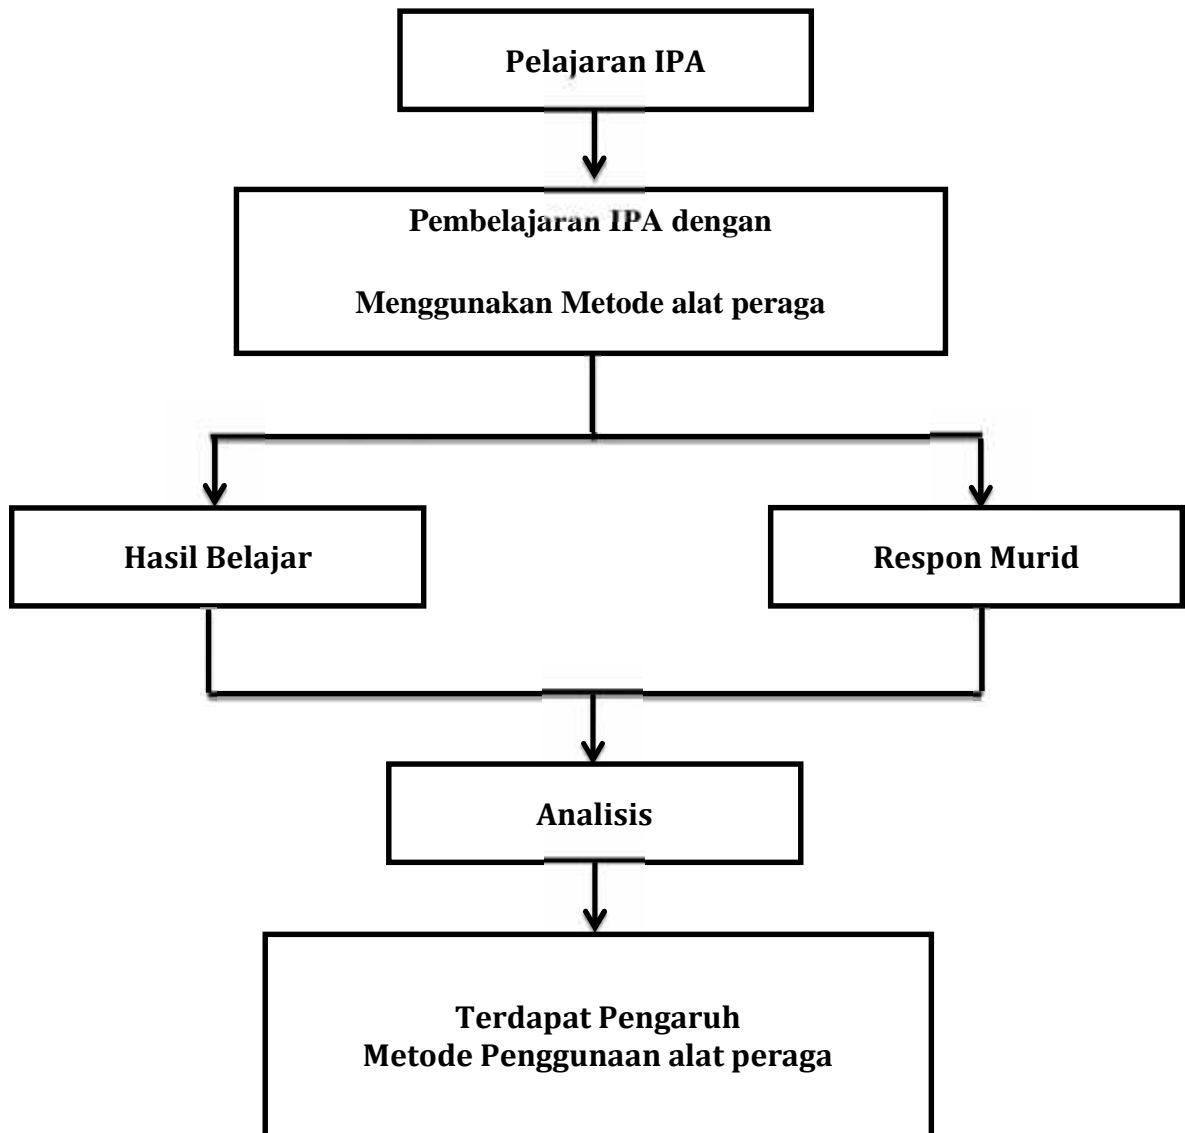 Pelajaran IPA
Pembelajaran IPA dengan
Menggunakan Metode alat peraga
Hasil Belajar
Respon Murid
Analisis
Terdapat Pengaruh
Metode Penggunaan alat peraga